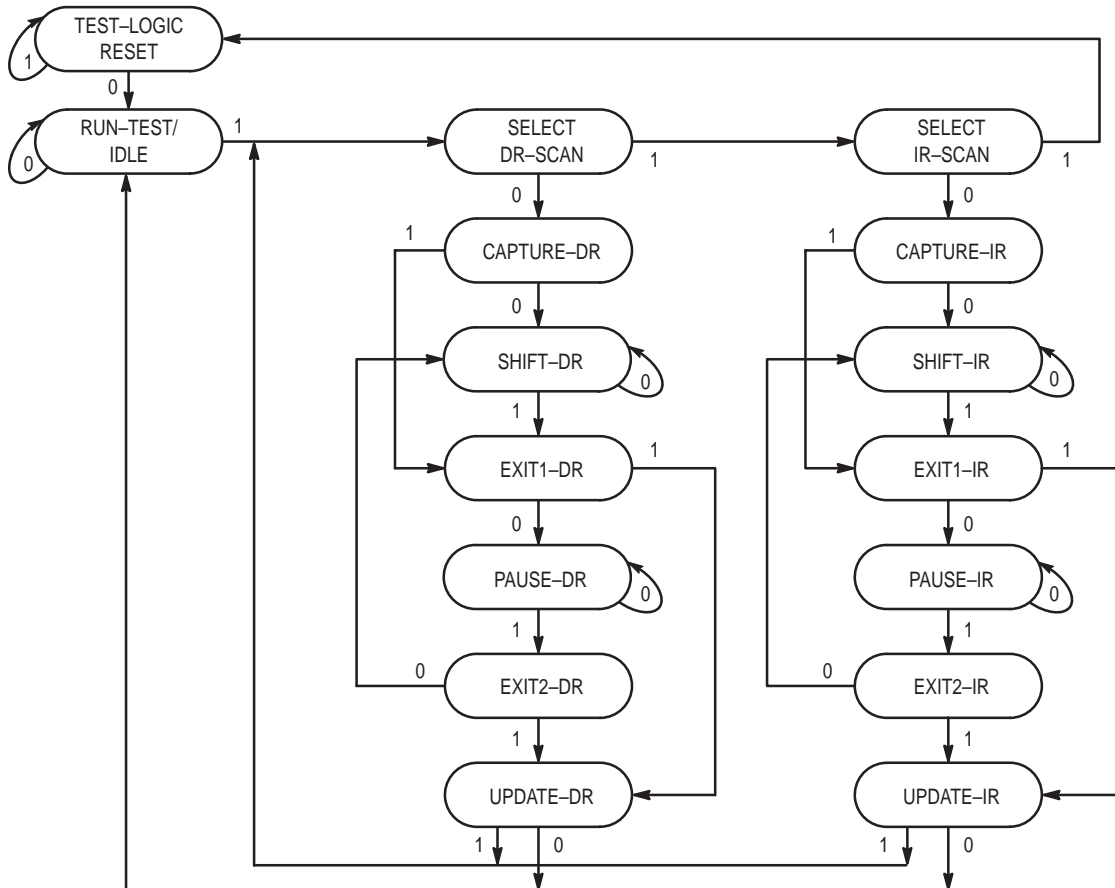 TEST–LOGIC
RESET
1
0
RUN–TEST/
IDLE
0
1
SELECT
DR–SCAN
1
SELECT
IR–SCAN
1
0
0
1
CAPTURE–DR
1
CAPTURE–IR
0
0
SHIFT–DR
0
SHIFT–IR
0
1
1
EXIT1–DR
1
EXIT1–IR
1
0
0
PAUSE–DR
0
PAUSE–IR
0
1
1
0
EXIT2–DR
0
EXIT2–IR
1
1
UPDATE–DR
UPDATE–IR
1
0
1
0